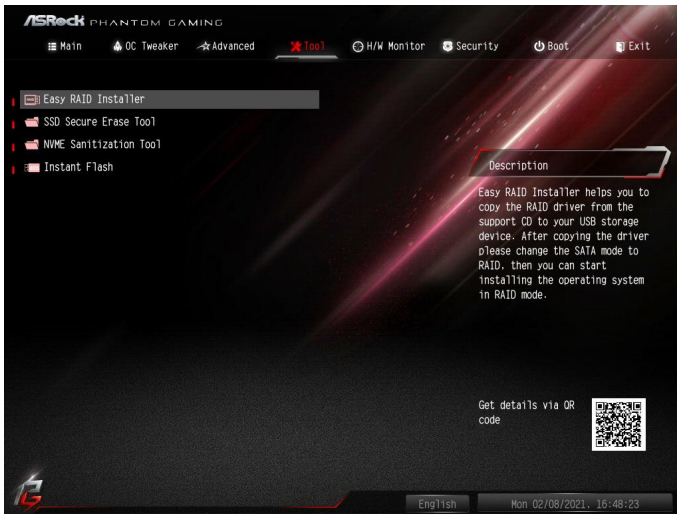 ASRock PHANTOM GAMING
Main OC Tweaker Advanced Tool H/W Monitor Security Boot Exit
Easy RAID Installer
SSD Secure Erase Tool
NVME Sanitization Tool
Instant Flash
Description
Easy RAID Installer helps you to
copy the RAID driver from the
support CD to your USB storage
device. After copying the driver
please change the SATA mode to
RAID, then you can start
installing the operating system
in RAID mode.
Get details via QR
code
English Mon 02/08/2021, 16:48:23